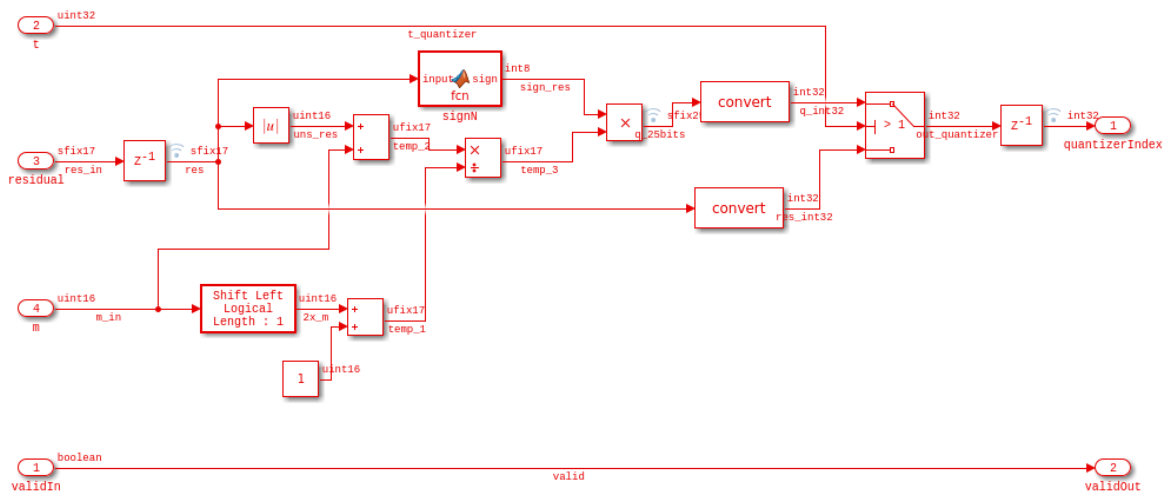 uint32
2
t
t_quantizer
input
sign
fcn
signN
int8
sign_res
|u|
uint16
uns_res
+
+
ufix17
temp_2
×
÷
ufix17
temp_3
×
sfix2
q_25bits
convert
int32
q_int32
> 1
int32
out_quantizer
z-1
int32
1
quantizerIndex
3
residual
sfix17
res_in
z-1
sfix17
res
convert
int32
res_int32
4
m
uint16
m_in
Shift Left
Logical
Length : 1
uint16
2x_m
+
+
ufix17
temp_1
1
uint16
1
validIn
boolean
valid
2
validOut